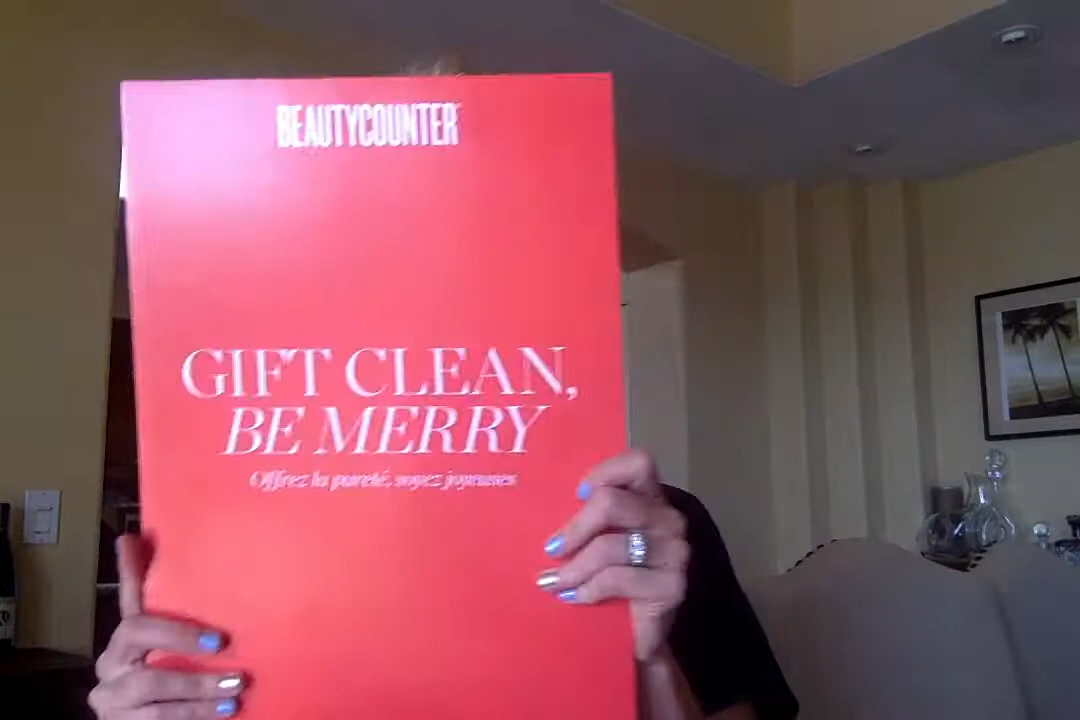 BEAUTYCOUNTER
GIFT CLEAN,
BE MERRY
Offrez la pureté, soyez joyeuses